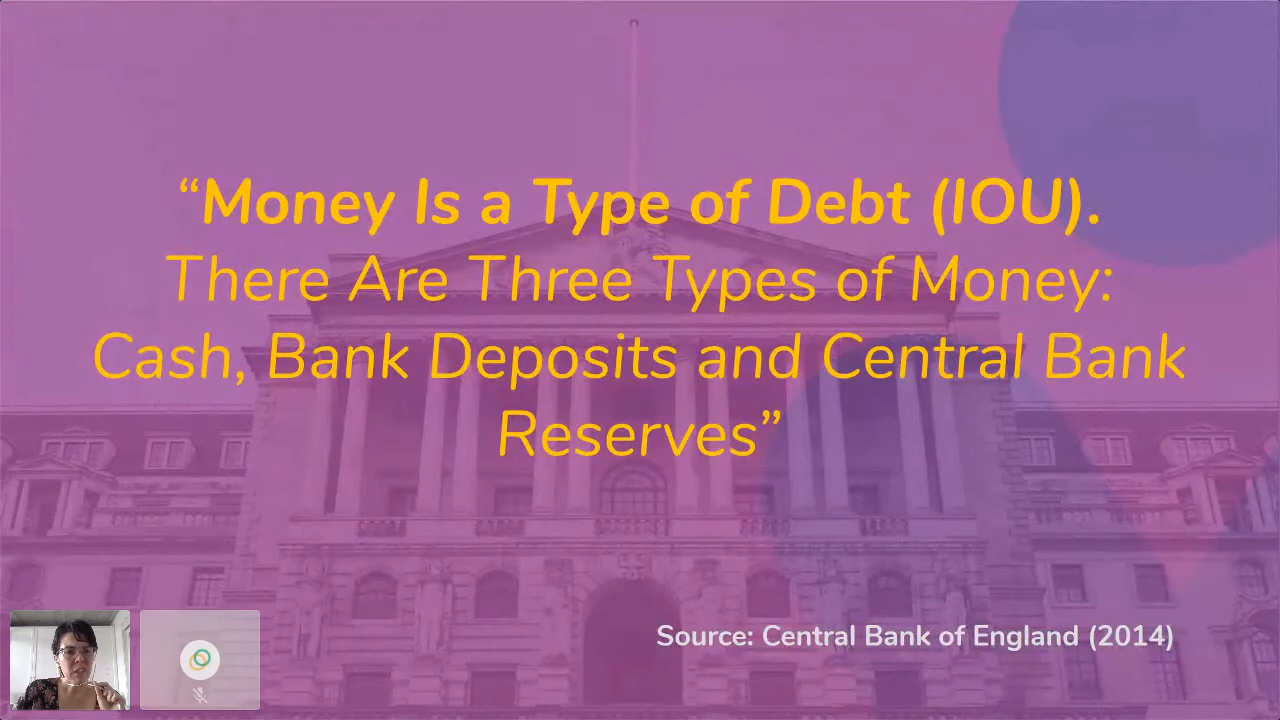 “Money Is a Type of Debt (IOU).
There Are Three Types of Money:
Cash, Bank Deposits and Central Bank
Reserves”
Source: Central Bank of England (2014)